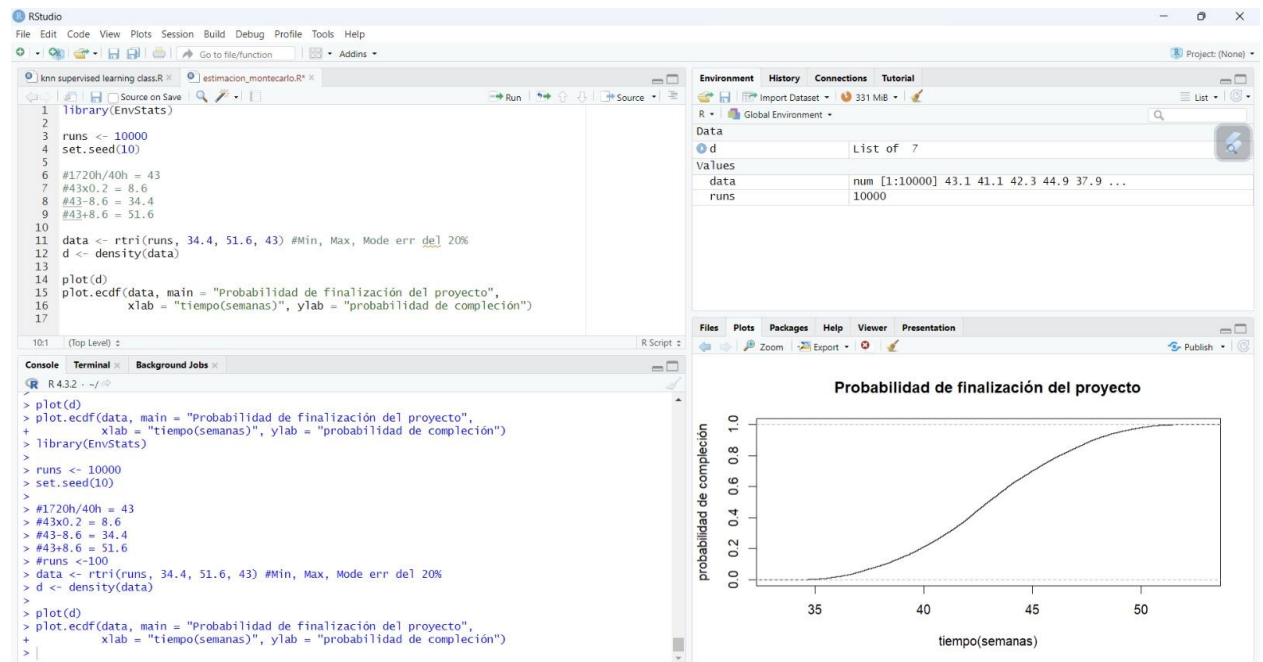 RStudio
File Edit Code View Plots Session Build Debug Profile Tools Help
Go to file/function Addins Project: (None)
knn supervised learning class.R estimacion_montecarlo.R*
Source on Save Run Source
1 library(EnvStats)
2
3 runs <- 10000
4 set.seed(10)
5
6 #1720h/40h = 43
7 #43x0.2 = 8.6
8 #43-8.6 = 34.4
9 #43+8.6 = 51.6
10
11 data <- rtri(runs, 34.4, 51.6, 43) #Min, Max, Mode err del 20%
12 d <- density(data)
13
14 plot(d)
15 plot.ecdf(data, main = "Probabilidad de finalización del proyecto",
16 xlab = "tiempo(semanas)", ylab = "probabilidad de compleción")
17
10:1 (Top Level) R Script
Console Terminal Background Jobs
R 4.3.2 · ~/
> plot(d)
> plot.ecdf(data, main = "Probabilidad de finalización del proyecto",
+ xlab = "tiempo(semanas)", ylab = "probabilidad de compleción")
> library(EnvStats)
>
> runs <- 10000
> set.seed(10)
>
> #1720h/40h = 43
> #43x0.2 = 8.6
> #43-8.6 = 34.4
> #43+8.6 = 51.6
> #runs <-100
> data <- rtri(runs, 34.4, 51.6, 43) #Min, Max, Mode err del 20%
> d <- density(data)
>
> plot(d)
> plot.ecdf(data, main = "Probabilidad de finalización del proyecto",
+ xlab = "tiempo(semanas)", ylab = "probabilidad de compleción")
>
Environment History Connections Tutorial
Import Dataset 331 MiB List
R Global Environment
Data
d List of 7
Values
data num [1:10000] 43.1 41.1 42.3 44.9 37.9 ...
runs 10000
Files Plots Packages Help Viewer Presentation
Zoom Export Publish
Probabilidad de finalización del proyecto
probabilidad de compleción
1.0
0.8
0.6
0.4
0.2
0.0
35 40 45 50
tiempo(semanas)